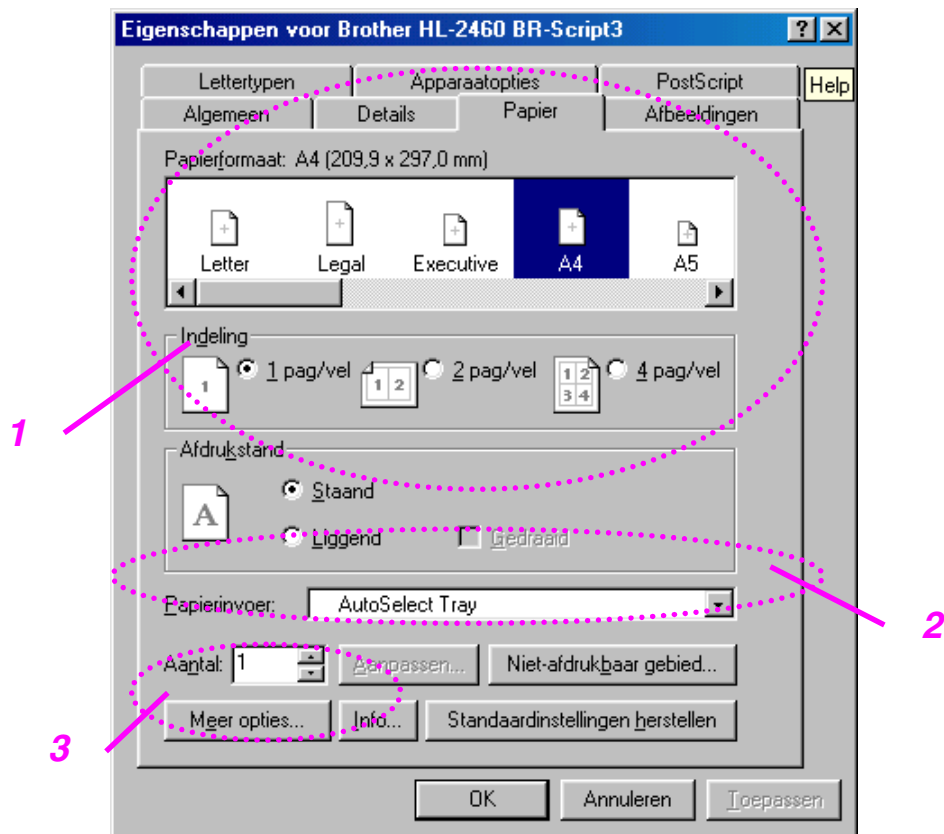 Eigenschappen voor Brother HL-2460 BR-Script3
Help
Lettertypen Apparaatopties PostScript
Algemeen Details Papier Afbeeldingen
Papierformaat: A4 (209,9 x 297,0 mm)
Letter Legal Executive A4 A5
Indeling
1 1 pag/vel 1 2 2 pag/vel 1 2 3 4 4 pag/vel
1
Afdrukstand
A
Staand
Liggend Gedraaid
Papierinvoer: AutoSelect Tray
2
Aantal: 1 Aanpassen... Niet-afdrukbaar gebied...
Meer opties... Info... Standaardinstellingen herstellen
3
OK Annuleren Toepassen